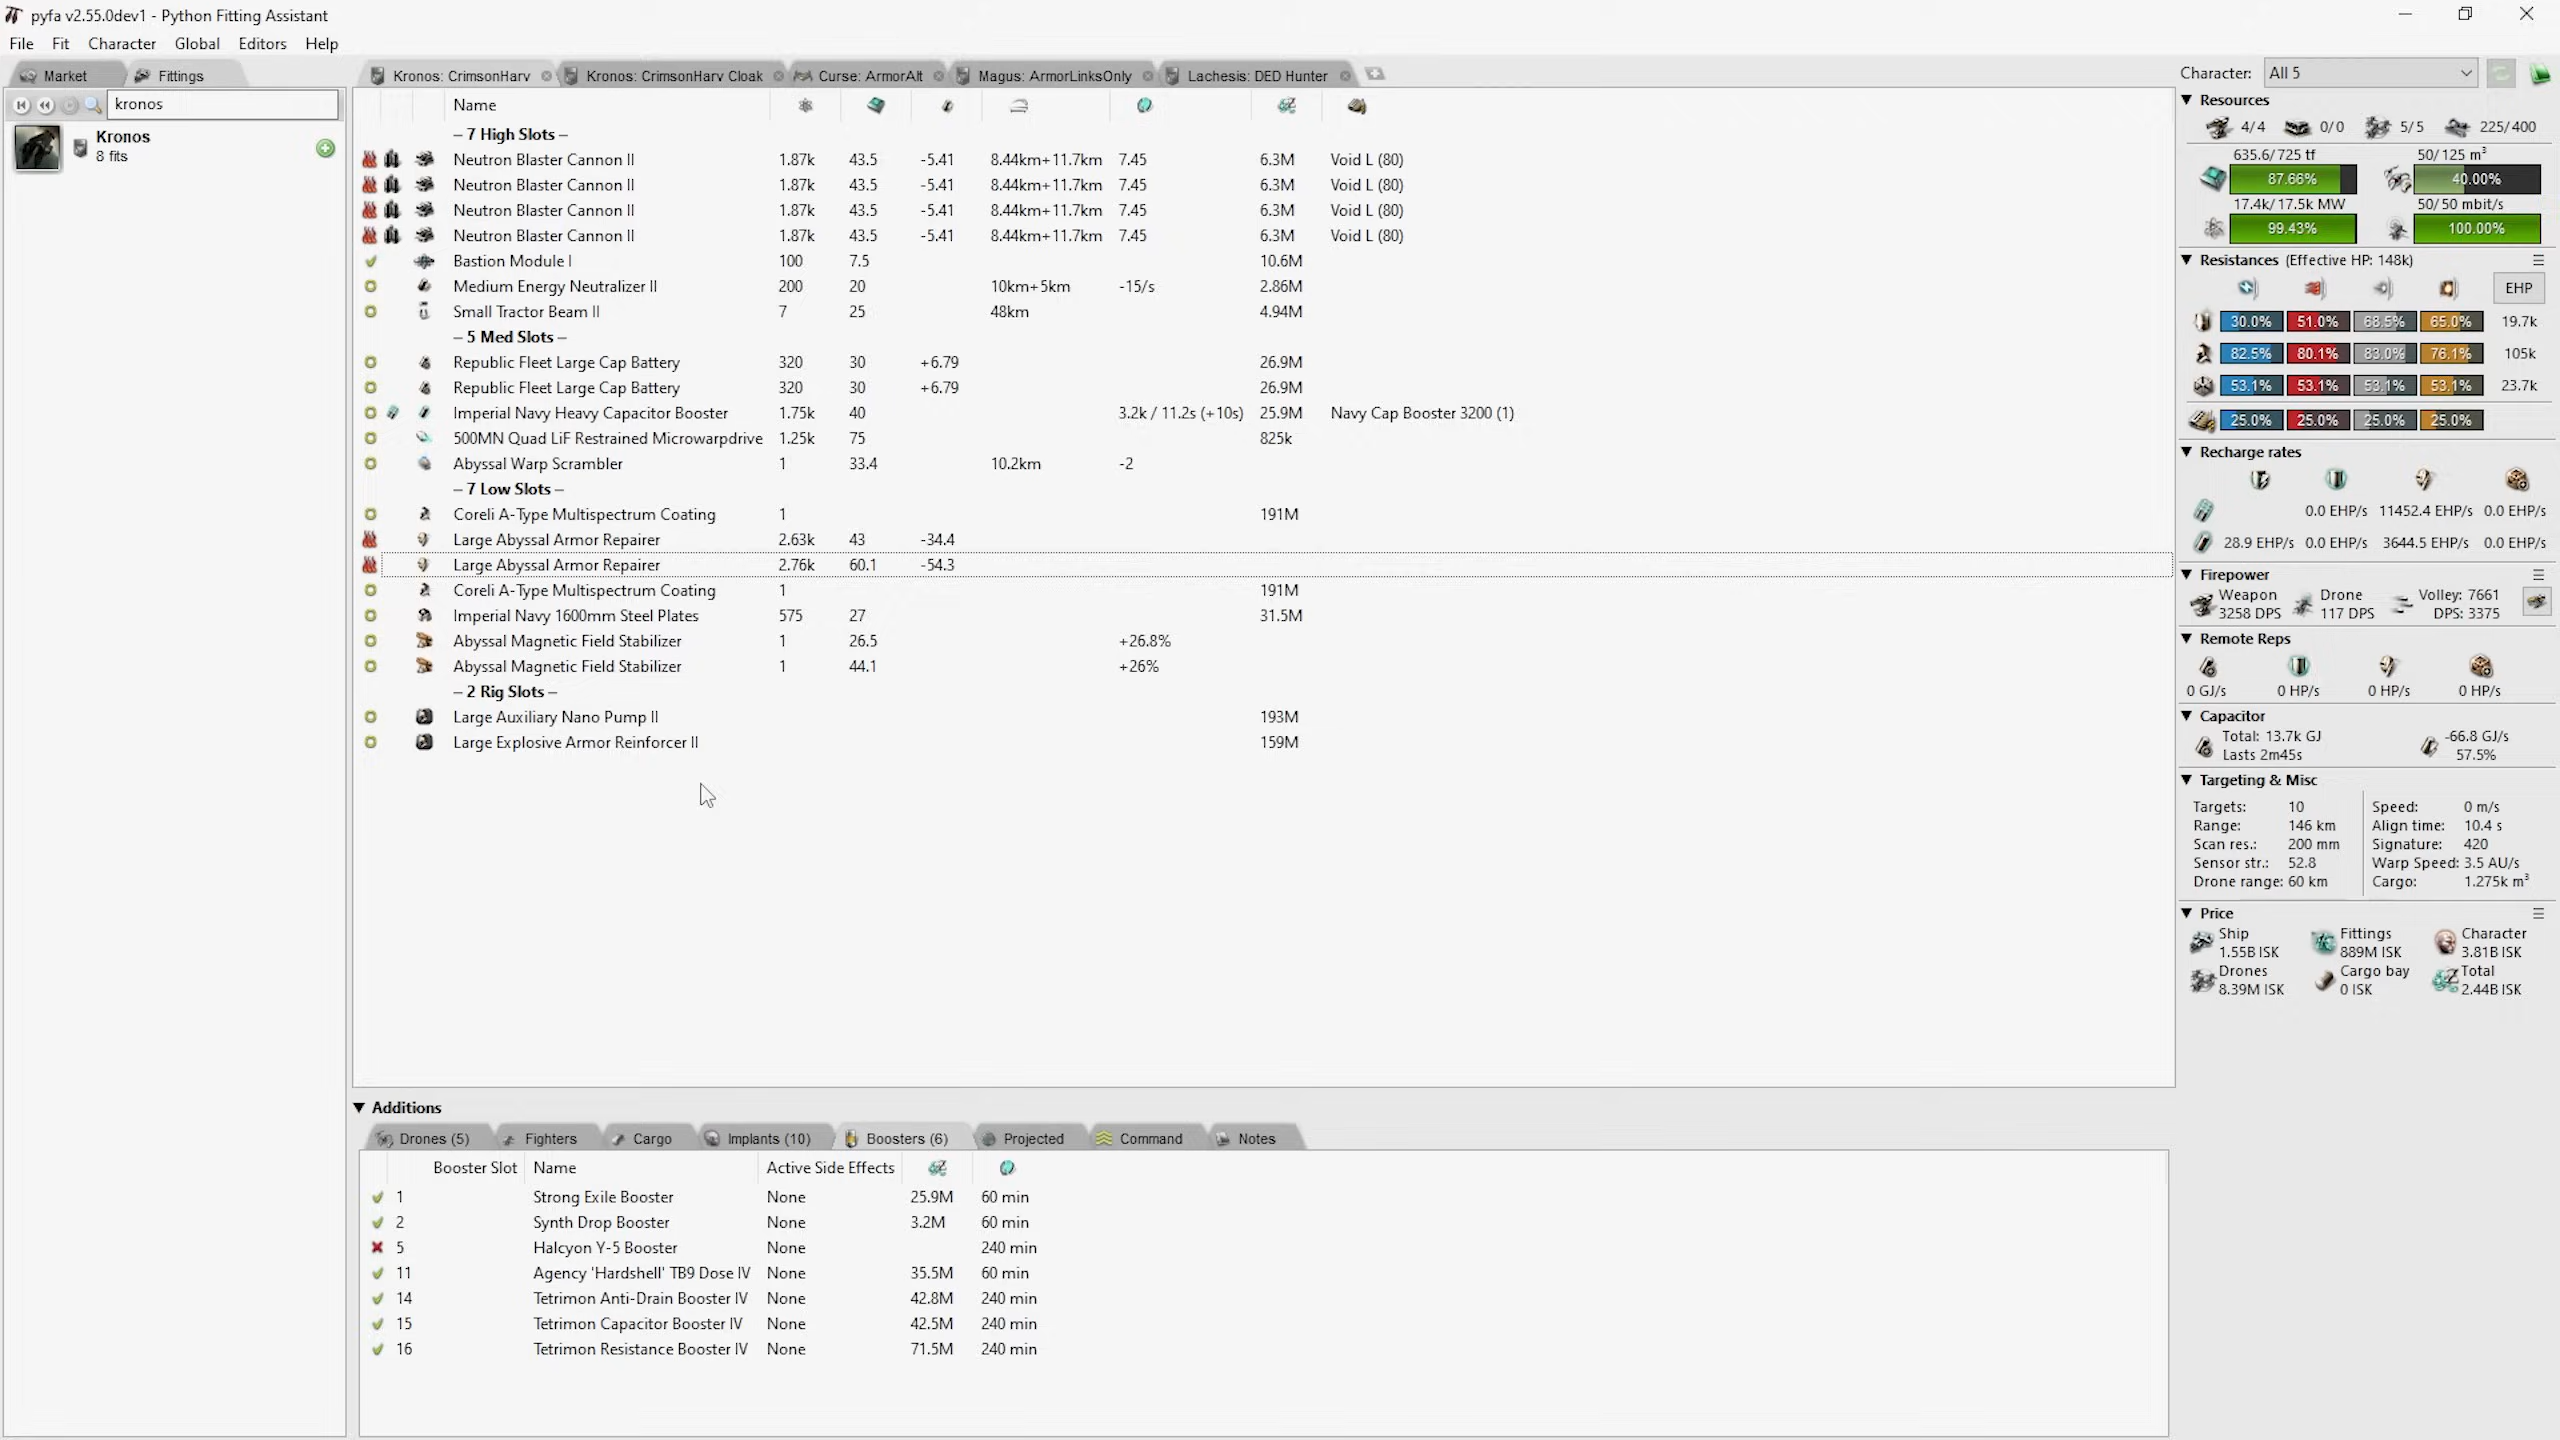 pyfa v2.55.0dev1 - Python Fitting Assistant
File Fit Character Global Editors Help
Market Fittings
kronos
Kronos
8 fits
Kronos: CrimsonHarv Kronos: CrimsonHarv Cloak Curse: ArmorAlt Magus: ArmorLinksOnly Lachesis: DED Hunter
Name
– 7 High Slots –
Neutron Blaster Cannon II 1.87k 43.5 -5.41 8.44km+11.7km 7.45 6.3M Void L (80)
Neutron Blaster Cannon II 1.87k 43.5 -5.41 8.44km+11.7km 7.45 6.3M Void L (80)
Neutron Blaster Cannon II 1.87k 43.5 -5.41 8.44km+11.7km 7.45 6.3M Void L (80)
Neutron Blaster Cannon II 1.87k 43.5 -5.41 8.44km+11.7km 7.45 6.3M Void L (80)
Bastion Module I 100 7.5 10.6M
Medium Energy Neutralizer II 200 20 10km+5km -15/s 2.86M
Small Tractor Beam II 7 25 48km 4.94M
– 5 Med Slots –
Republic Fleet Large Cap Battery 320 30 +6.79 26.9M
Republic Fleet Large Cap Battery 320 30 +6.79 26.9M
Imperial Navy Heavy Capacitor Booster 1.75k 40 3.2k / 11.2s (+10s) 25.9M Navy Cap Booster 3200 (1)
500MN Quad LiF Restrained Microwarpdrive 1.25k 75 825k
Abyssal Warp Scrambler 1 33.4 10.2km -2
– 7 Low Slots –
Coreli A-Type Multispectrum Coating 1 191M
Large Abyssal Armor Repairer 2.63k 43 -34.4
Large Abyssal Armor Repairer 2.76k 60.1 -54.3
Coreli A-Type Multispectrum Coating 1 191M
Imperial Navy 1600mm Steel Plates 575 27 31.5M
Abyssal Magnetic Field Stabilizer 1 26.5 +26.8%
Abyssal Magnetic Field Stabilizer 1 44.1 +26%
– 2 Rig Slots –
Large Auxiliary Nano Pump II 193M
Large Explosive Armor Reinforcer II 159M
Additions
Drones (5) Fighters Cargo Implants (10) Boosters (6) Projected Command Notes
Booster Slot Name Active Side Effects
1 Strong Exile Booster None 25.9M 60 min
2 Synth Drop Booster None 3.2M 60 min
5 Halcyon Y-5 Booster None 240 min
11 Agency 'Hardshell' TB9 Dose IV None 35.5M 60 min
14 Tetrimon Anti-Drain Booster IV None 42.8M 240 min
15 Tetrimon Capacitor Booster IV None 42.5M 240 min
16 Tetrimon Resistance Booster IV None 71.5M 240 min
Character: All 5
Resources
4/4 0/0 5/5 225/400
635.6/725 tf 50/125 m³
87.66% 40.00%
17.4k/17.5k MW 50/50 mbit/s
99.43% 100.00%
Resistances (Effective HP: 148k)
EHP
30.0% 51.0% 68.5% 65.0% 19.7k
82.5% 80.1% 83.0% 76.1% 105k
53.1% 53.1% 53.1% 53.1% 23.7k
25.0% 25.0% 25.0% 25.0%
Recharge rates
0.0 EHP/s 11452.4 EHP/s 0.0 EHP/s
28.9 EHP/s 0.0 EHP/s 3644.5 EHP/s 0.0 EHP/s
Firepower
Weapon Drone Volley: 7661
3258 DPS 117 DPS DPS: 3375
Remote Reps
0 GJ/s 0 HP/s 0 HP/s 0 HP/s
Capacitor
Total: 13.7k GJ -66.8 GJ/s
Lasts 2m45s 57.5%
Targeting & Misc
Targets: 10 Speed: 0 m/s
Range: 146 km Align time: 10.4 s
Scan res.: 200 mm Signature: 420
Sensor str.: 52.8 Warp Speed: 3.5 AU/s
Drone range: 60 km Cargo: 1.275k m³
Price
Ship Fittings Character
1.55B ISK 889M ISK 3.81B ISK
Drones Cargo bay Total
8.39M ISK 0 ISK 2.44B ISK